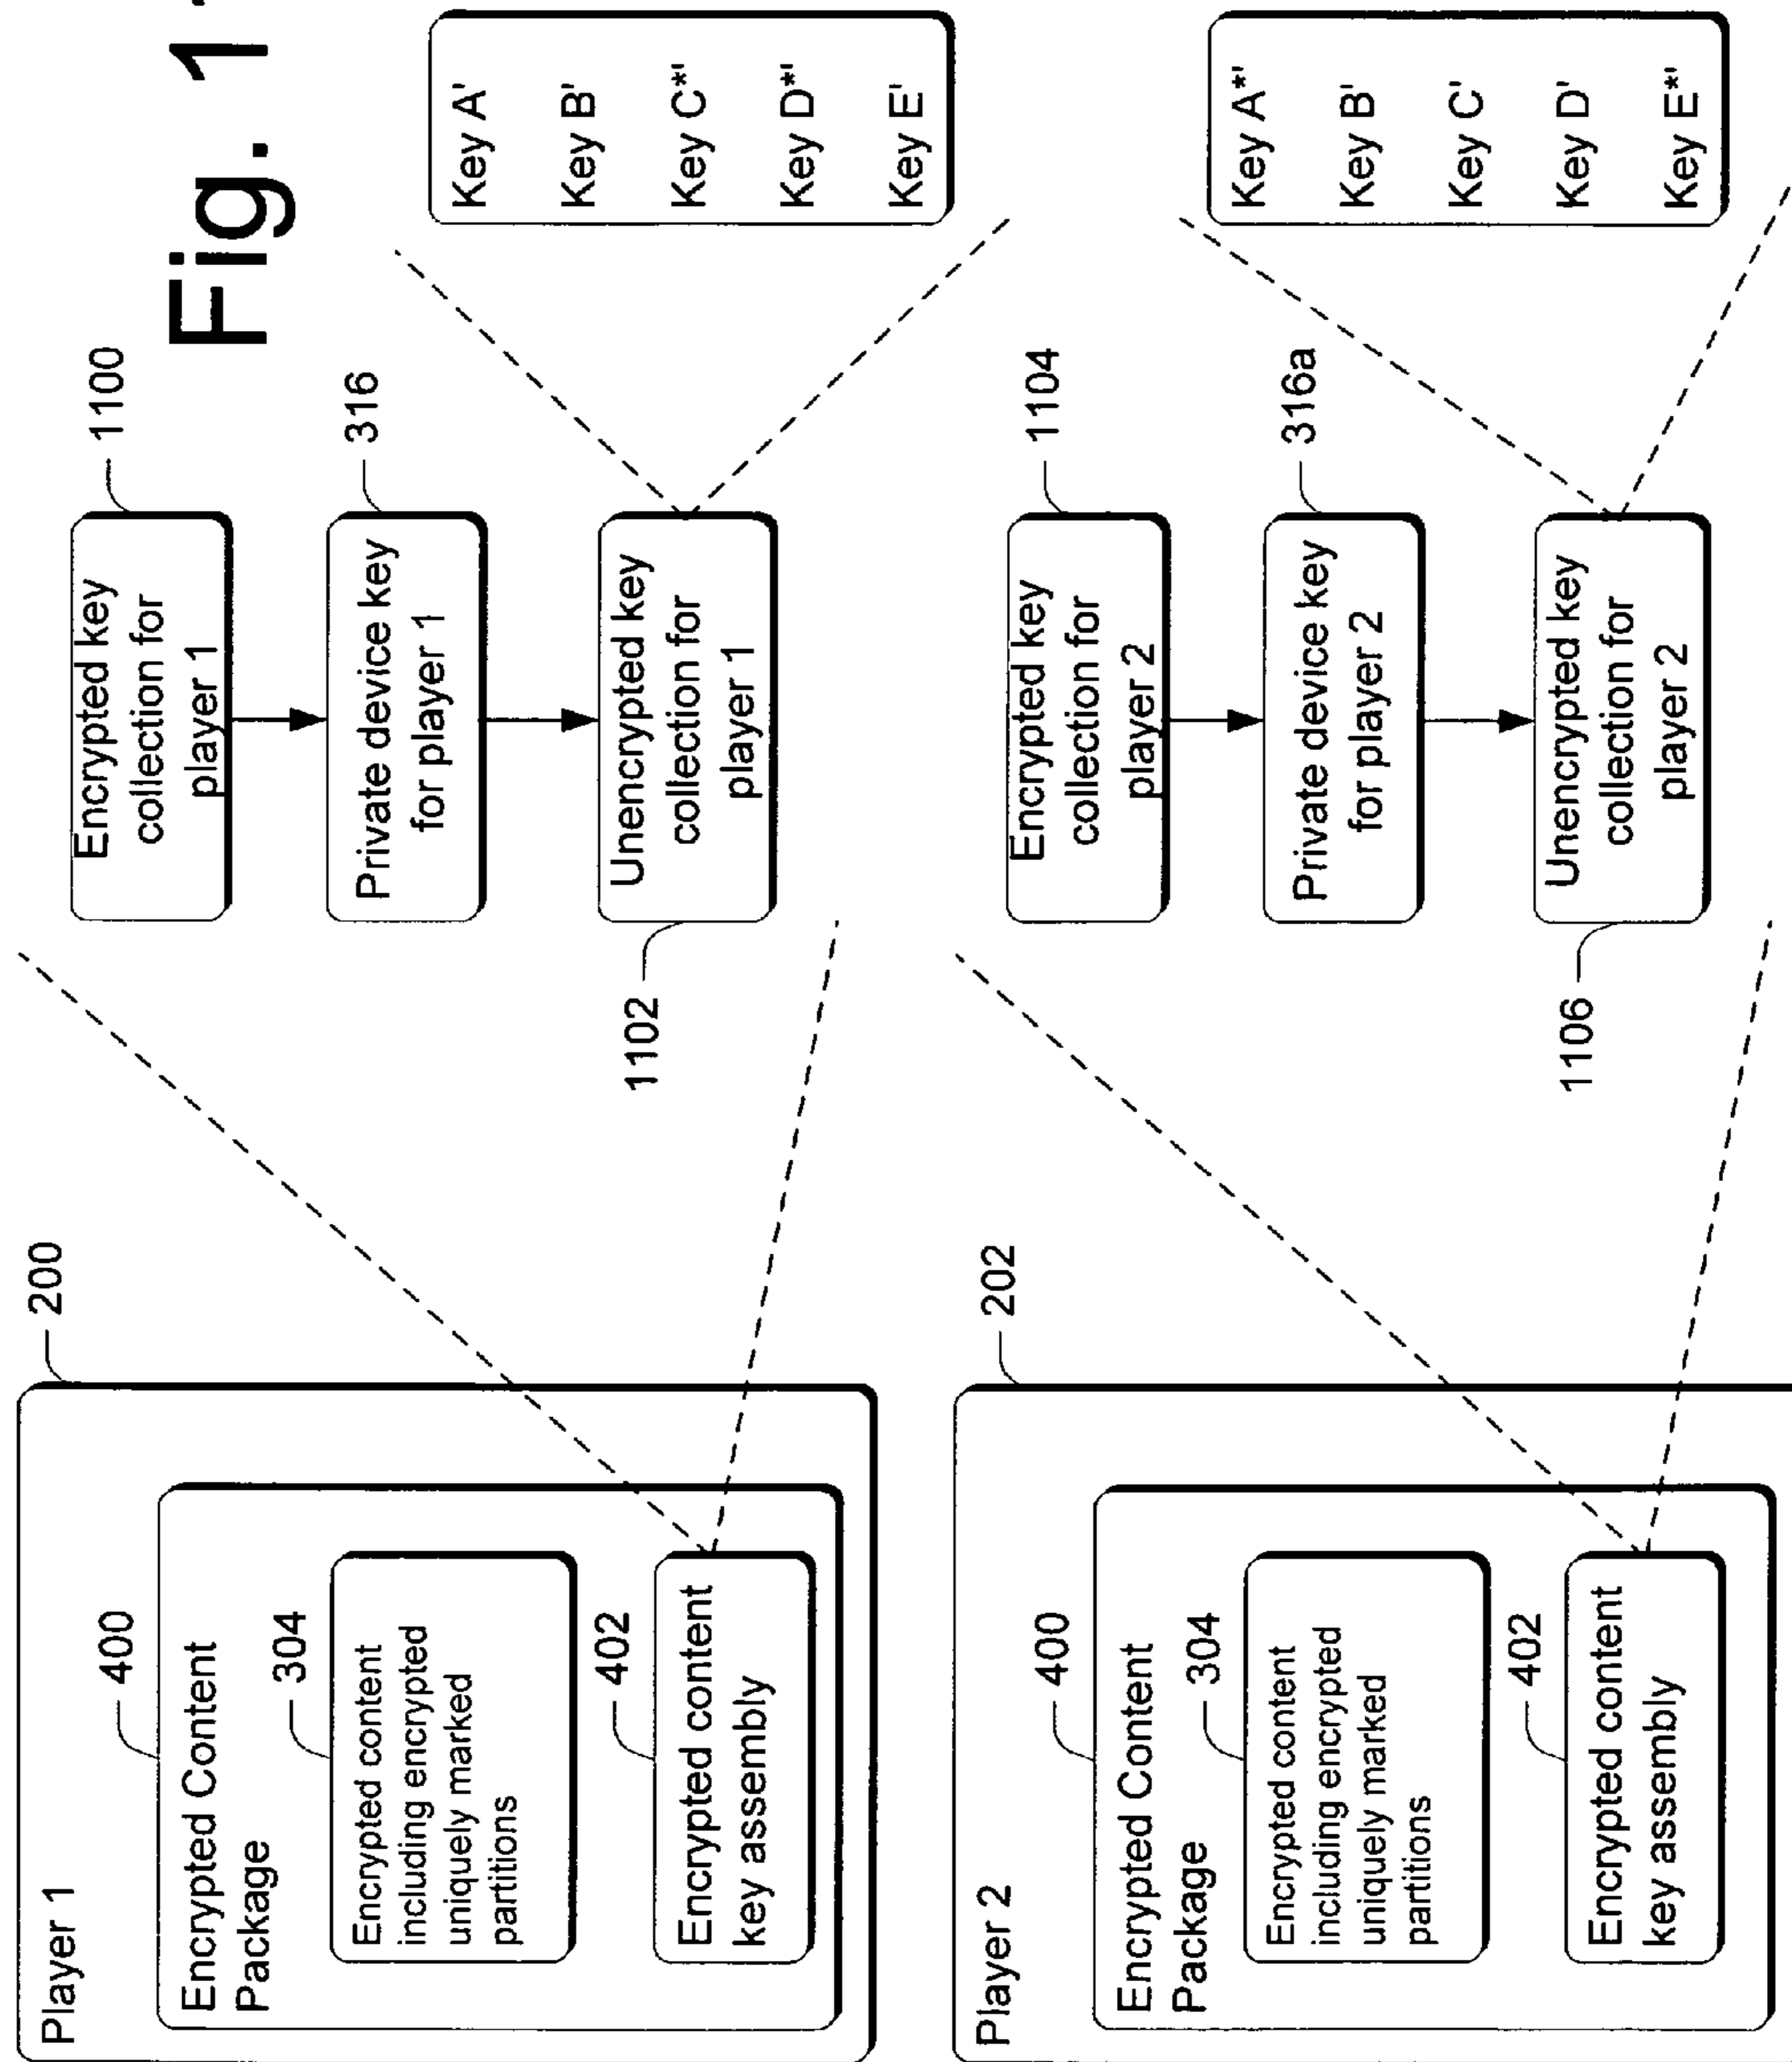 Player 1
200
400
Encrypted Content
Package
304
Encrypted content
including encrypted
uniquely marked
partitions
402
Encrypted content
key assembly
1100
Encrypted key
collection for
player 1
316
Private device key
for player 1
1102
Unencrypted key
collection for
player 1
Key A'
Key B'
Key C*'
Key D*'
Key E'
Player 2
202
400
Encrypted Content
Package
304
Encrypted content
including encrypted
uniquely marked
partitions
402
Encrypted content
key assembly
1104
Encrypted key
collection for
player 2
316a
Private device key
for player 2
1106
Unencrypted key
collection for
player 2
Key A*'
Key B'
Key C'
Key D'
Key E*'
Fig.